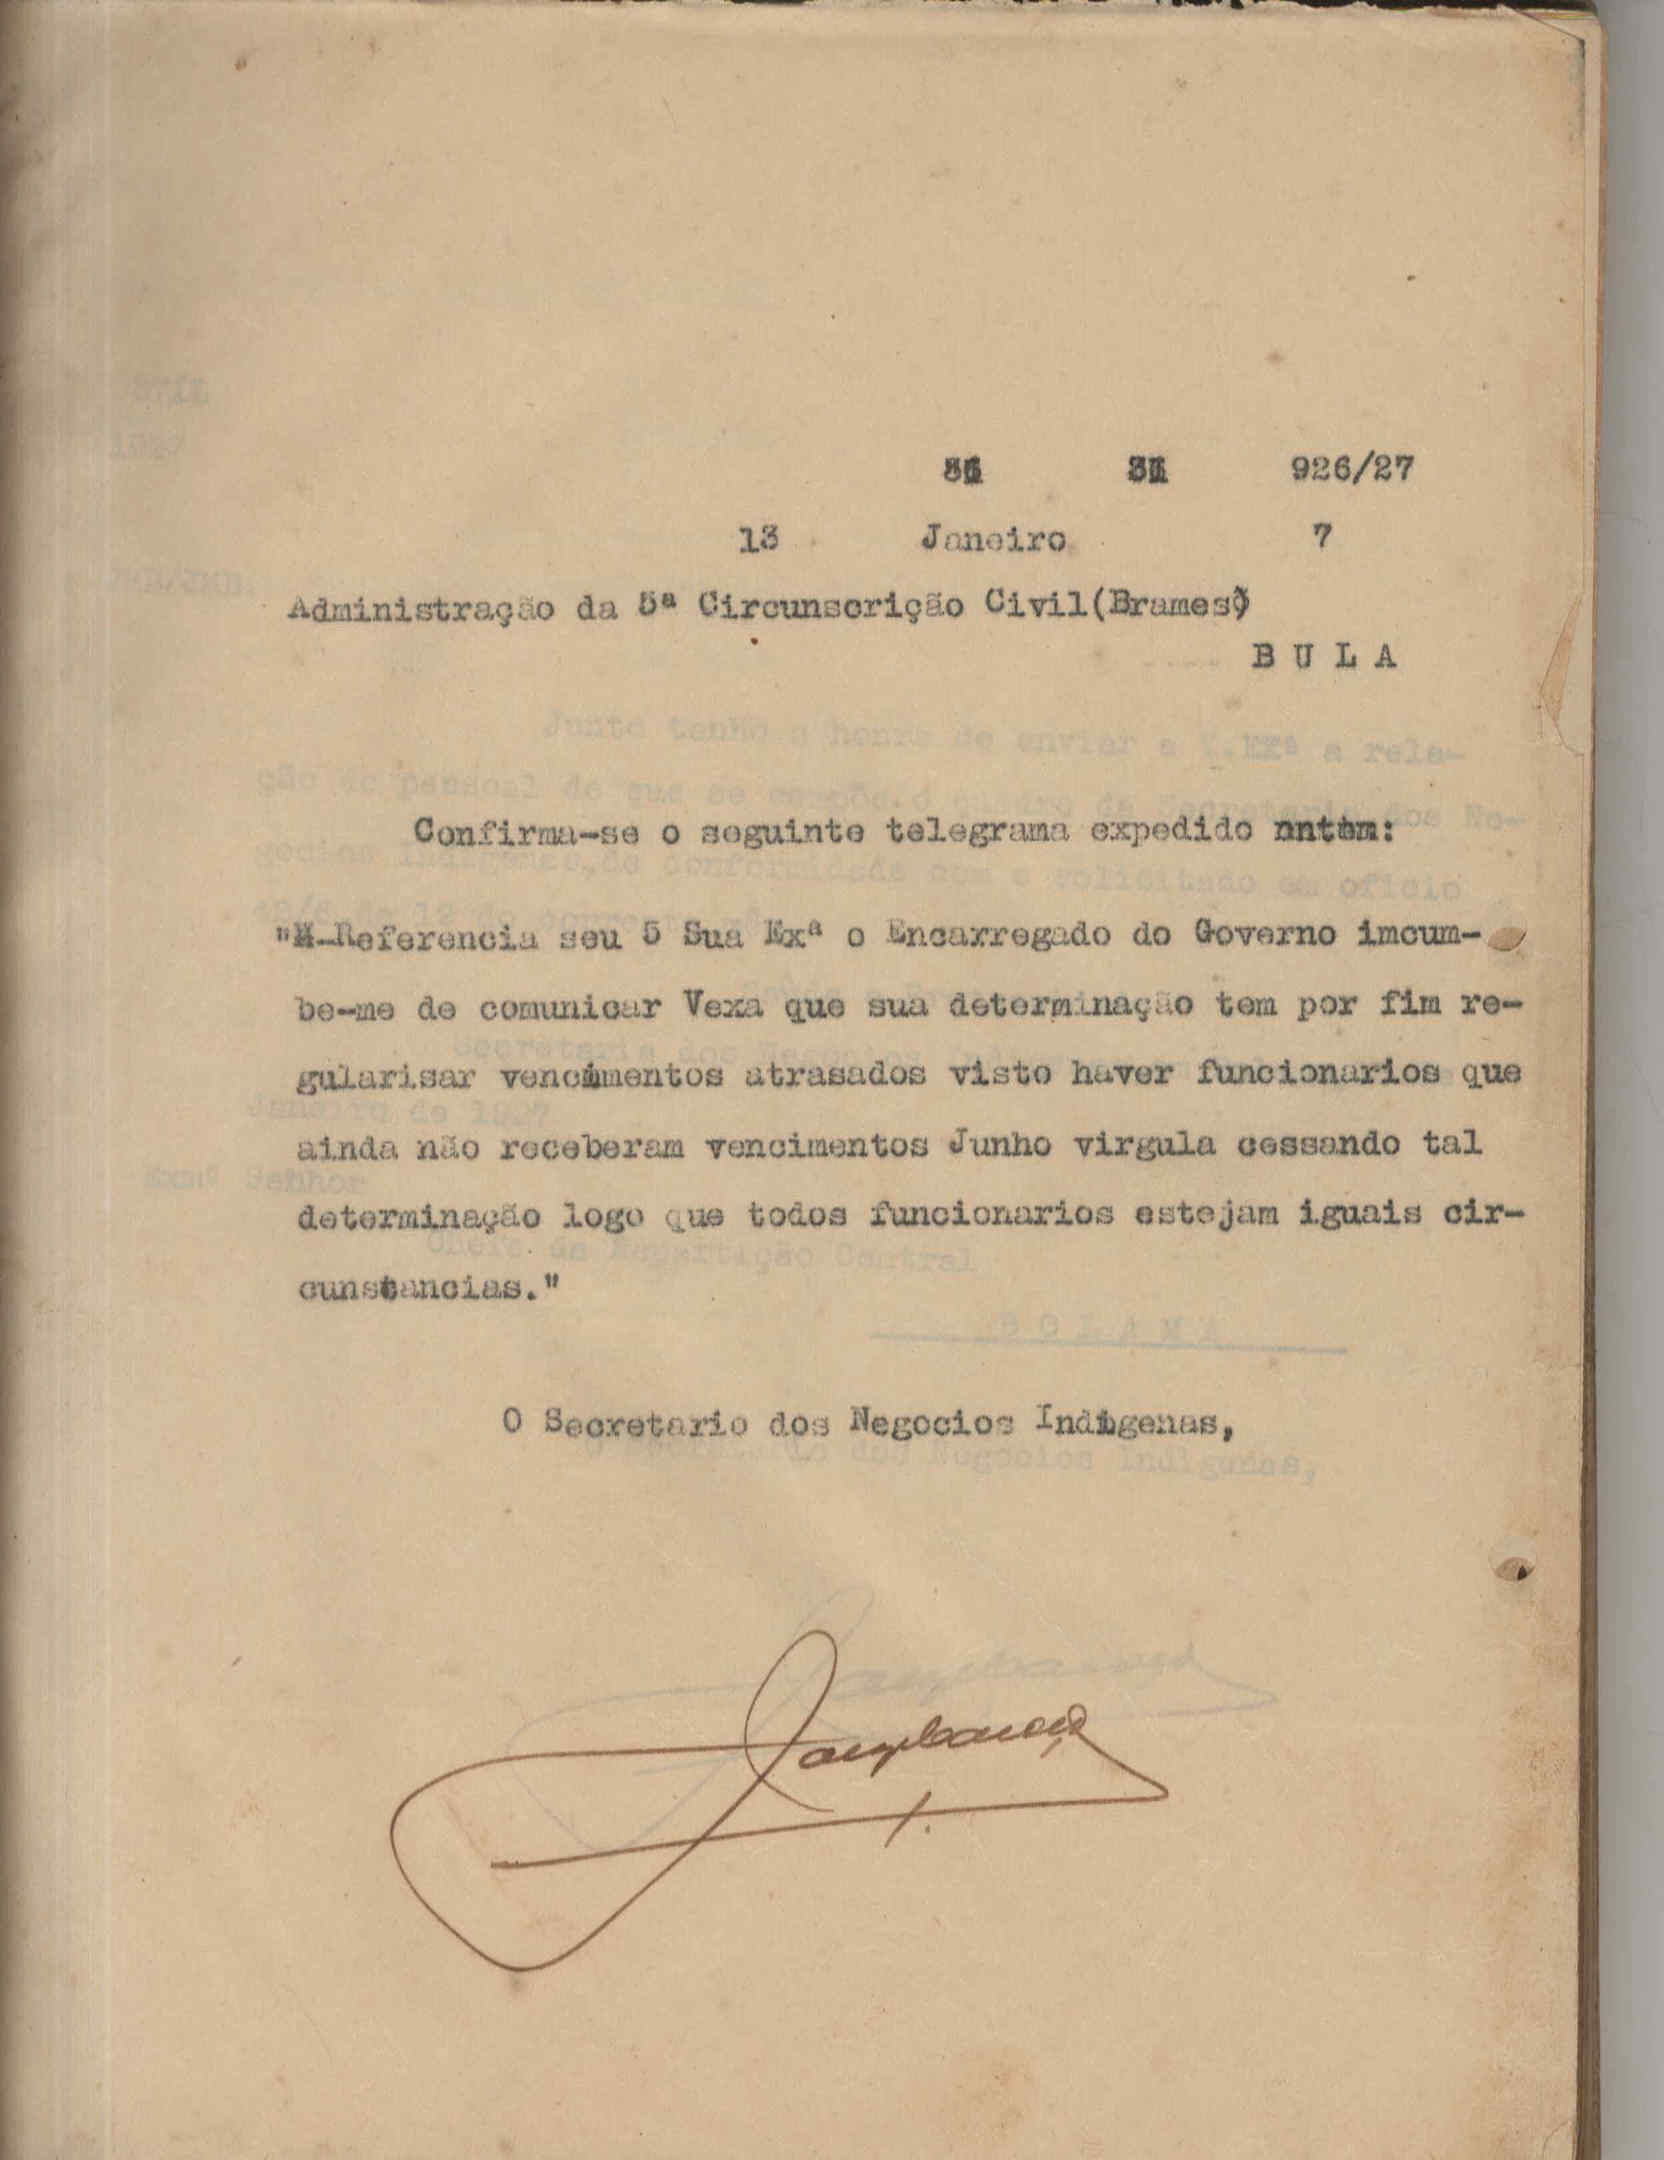 926/27
13 Janeiro 7
Administração da 5ª Circunscrição Civil(Brames)
B U L A
Confirma-se o seguinte telegrama expedido
Referencia seu 5 Sua Exª o Encarregado do Governo imcum-
be-me de comunicar Vexa que sua determinação tem por fim re-
gularisar vencimentos atrasados visto haver funcionarios que
ainda não receberam vencimentos Junho virgula cessando tal
determinação logo que todos funcionarios estejam iguais cir-
cunstancias."
O Secretario dos Negocios Indigenas,